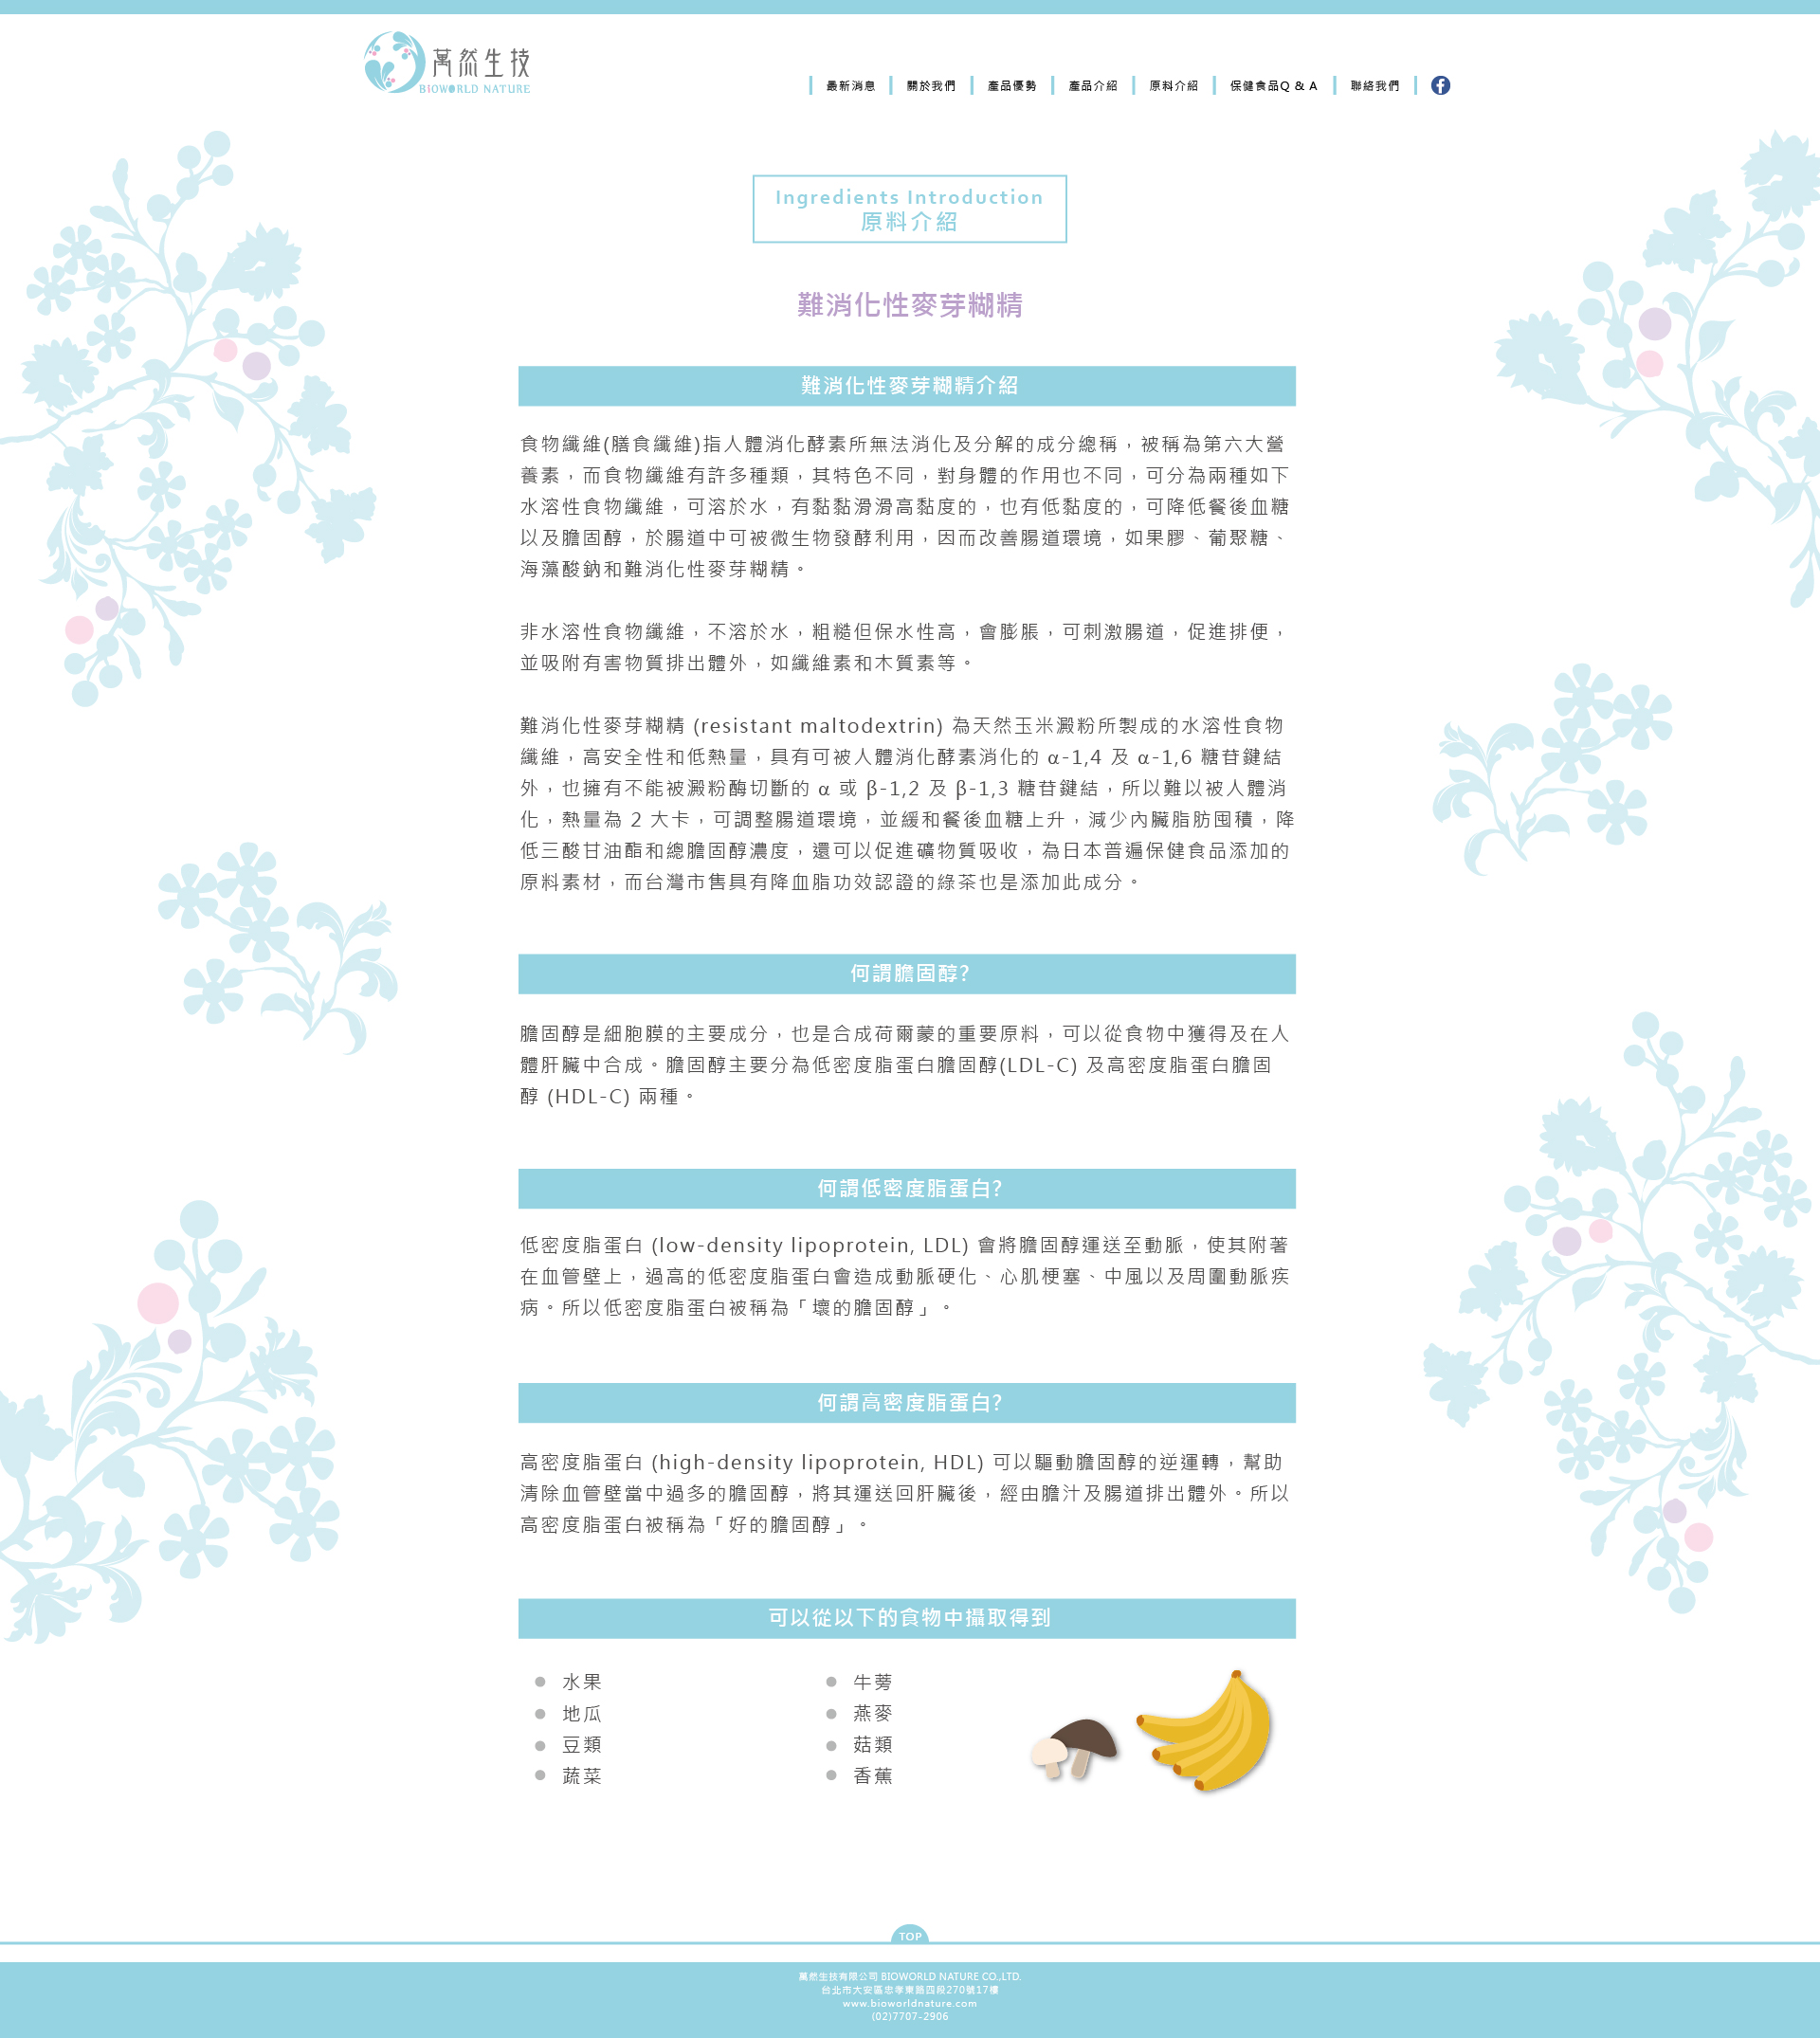 萬然生技
BIOWORLD NATURE
最新消息
關於我們
產品優勢
產品介紹
原料介紹
保健食品Q & A
聯絡我們
Ingredients Introduction
原料介紹
難消化性麥芽糊精
難消化性麥芽糊精介紹
食物纖維(膳食纖維)指人體消化酵素所無法消化及分解的成分總稱，被稱為第六大營
養素，而食物纖維有許多種類，其特色不同，對身體的作用也不同，可分為兩種如下
水溶性食物纖維，可溶於水，有黏黏滑滑高黏度的，也有低黏度的，可降低餐後血糖
以及膽固醇，於腸道中可被微生物發酵利用，因而改善腸道環境，如果膠、葡聚糖、
海藻酸鈉和難消化性麥芽糊精。
非水溶性食物纖維，不溶於水，粗糙但保水性高，會膨脹，可刺激腸道，促進排便，
並吸附有害物質排出體外，如纖維素和木質素等。
難消化性麥芽糊精 (resistant maltodextrin) 為天然玉米澱粉所製成的水溶性食物
纖維，高安全性和低熱量，具有可被人體消化酵素消化的 α-1,4 及 α-1,6 糖苷鍵結
外，也擁有不能被澱粉酶切斷的 α 或 β-1,2 及 β-1,3 糖苷鍵結，所以難以被人體消
化，熱量為 2 大卡，可調整腸道環境，並緩和餐後血糖上升，減少內臟脂肪囤積，降
低三酸甘油酯和總膽固醇濃度，還可以促進礦物質吸收，為日本普遍保健食品添加的
原料素材，而台灣市售具有降血脂功效認證的綠茶也是添加此成分。
何謂膽固醇?
膽固醇是細胞膜的主要成分，也是合成荷爾蒙的重要原料，可以從食物中獲得及在人
體肝臟中合成。膽固醇主要分為低密度脂蛋白膽固醇(LDL-C) 及高密度脂蛋白膽固
醇 (HDL-C) 兩種。
何謂低密度脂蛋白?
低密度脂蛋白 (low-density lipoprotein, LDL) 會將膽固醇運送至動脈，使其附著
在血管壁上，過高的低密度脂蛋白會造成動脈硬化、心肌梗塞、中風以及周圍動脈疾
病。所以低密度脂蛋白被稱為「壞的膽固醇」。
何謂高密度脂蛋白?
高密度脂蛋白 (high-density lipoprotein, HDL) 可以驅動膽固醇的逆運轉，幫助
清除血管壁當中過多的膽固醇，將其運送回肝臟後，經由膽汁及腸道排出體外。所以
高密度脂蛋白被稱為「好的膽固醇」。
可以從以下的食物中攝取得到
水果
地瓜
豆類
蔬菜
牛蒡
燕麥
菇類
香蕉
TOP
萬然生技有限公司 BIOWORLD NATURE CO.,LTD.
台北市大安區忠孝東路四段270號17樓
www.bioworldnature.com
(02)7707-2906